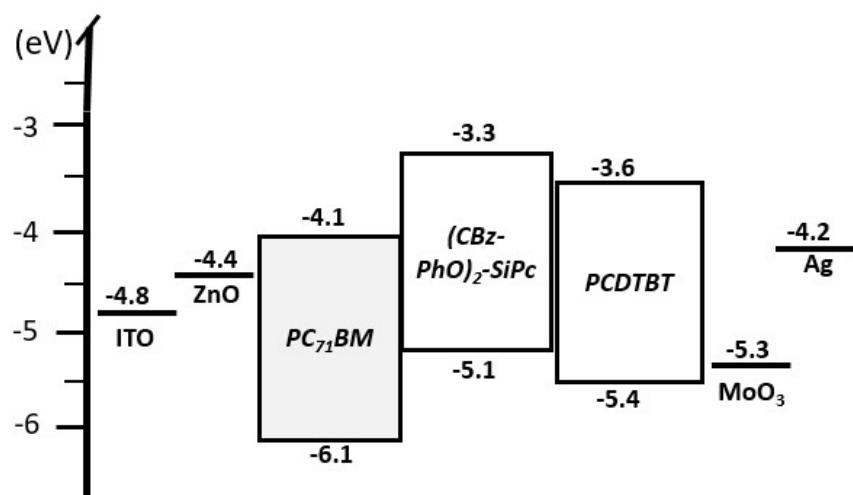 (eV)
-3
-4
-5
-6
-4.8
ITO
-4.4
ZnO
-4.1
PC₇₁BM
-6.1
-3.3
(CBz-
PhO)₂-SiPc
-5.1
-3.6
PCDTBT
-5.4
-5.3
MoO₃
-4.2
Ag